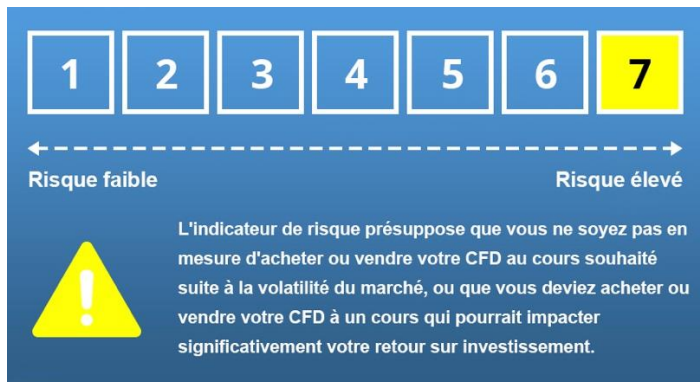 1 2 3 4 5 6 7
Risque faible Risque élevé
L'indicateur de risque présuppose que vous ne soyez pas en
mesure d'acheter ou vendre votre CFD au cours souhaité
suite à la volatilité du marché, ou que vous deviez acheter ou
vendre votre CFD à un cours qui pourrait impacter
significativement votre retour sur investissement.